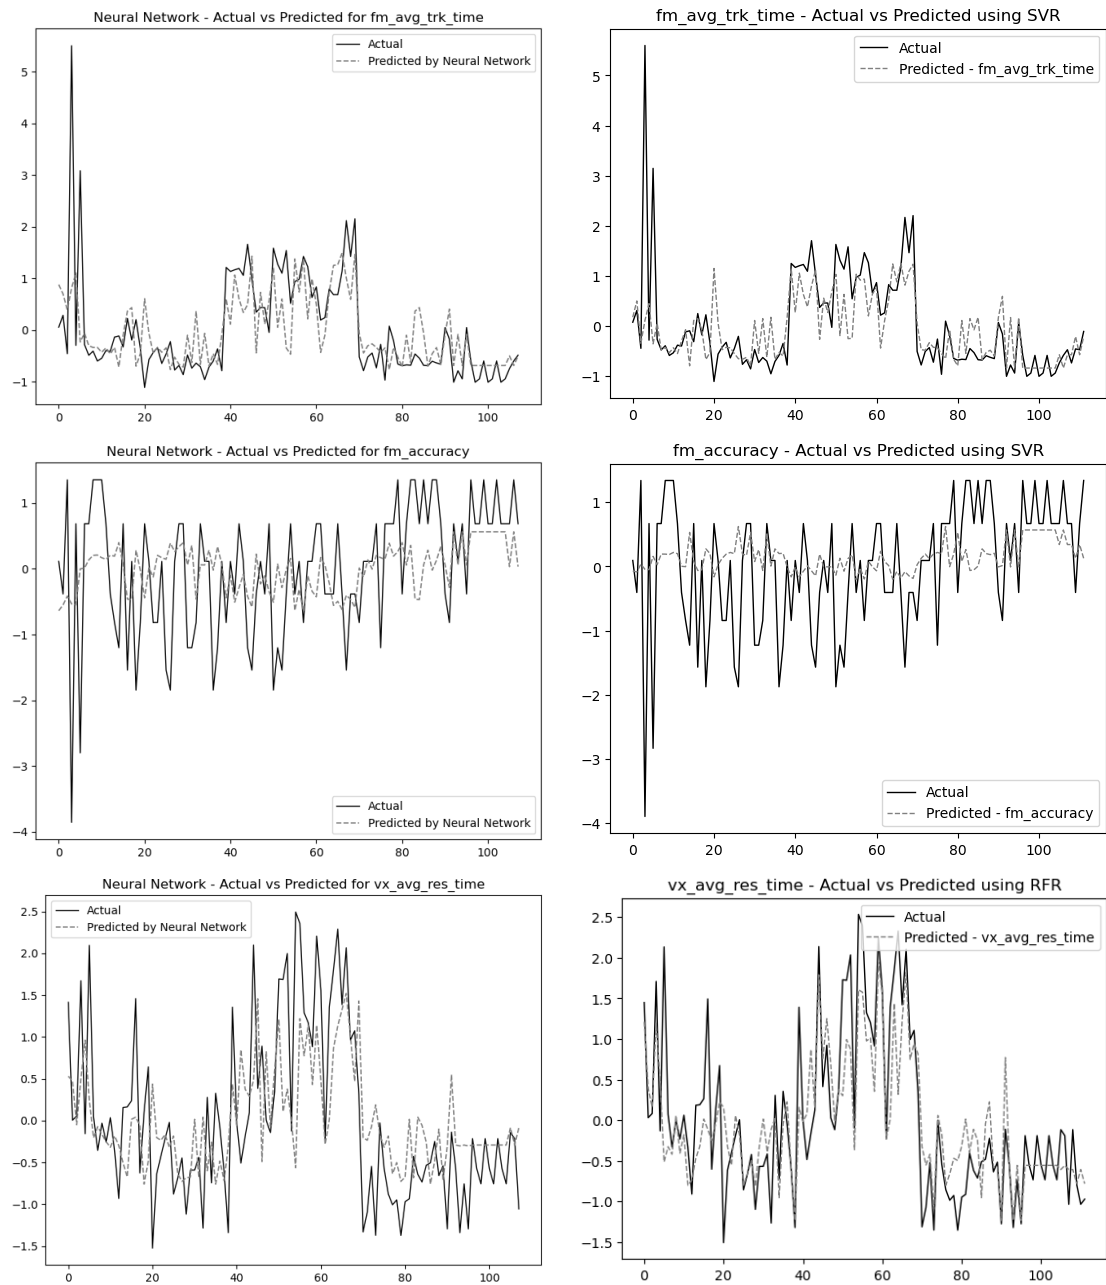 Neural Network - Actual vs Predicted for fm_avg_trk_time
Actual
Predicted by Neural Network
5
4
3
2
1
0
−1
0 20 40 60 80 100
fm_avg_trk_time - Actual vs Predicted using SVR
Actual
Predicted - fm_avg_trk_time
5
4
3
2
1
0
−1
0 20 40 60 80 100
Neural Network - Actual vs Predicted for fm_accuracy
1
0
−1
−2
−3
−4
Actual
Predicted by Neural Network
0 20 40 60 80 100
fm_accuracy - Actual vs Predicted using SVR
1
0
−1
−2
−3
−4
Actual
Predicted - fm_accuracy
0 20 40 60 80 100
Neural Network - Actual vs Predicted for vx_avg_res_time
Actual
Predicted by Neural Network
2.5
2.0
1.5
1.0
0.5
0.0
−0.5
−1.0
−1.5
0 20 40 60 80 100
vx_avg_res_time - Actual vs Predicted using RFR
Actual
Predicted - vx_avg_res_time
2.5
2.0
1.5
1.0
0.5
0.0
−0.5
−1.0
−1.5
0 20 40 60 80 100